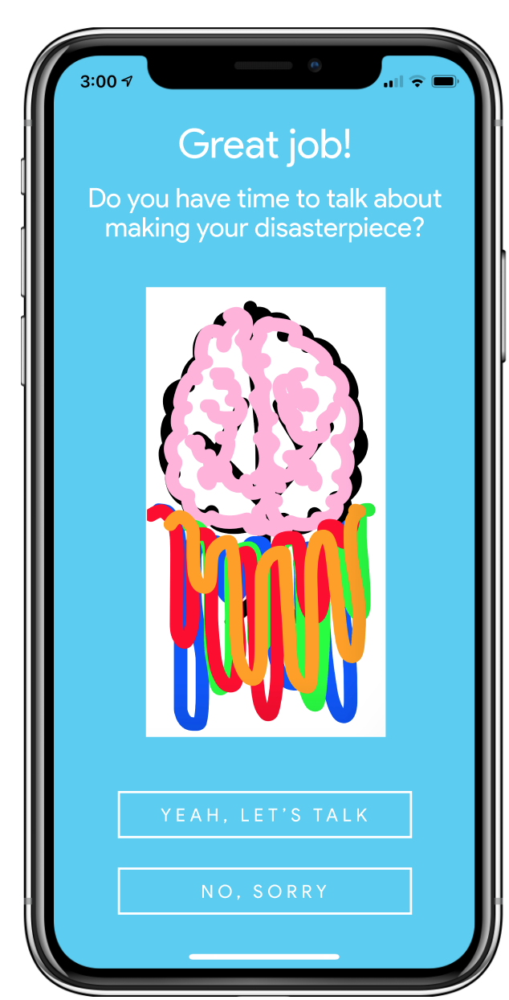 3:00
Great job!
Do you have time to talk about
making your disasterpiece?
YEAH, LET’S TALK
NO, SORRY